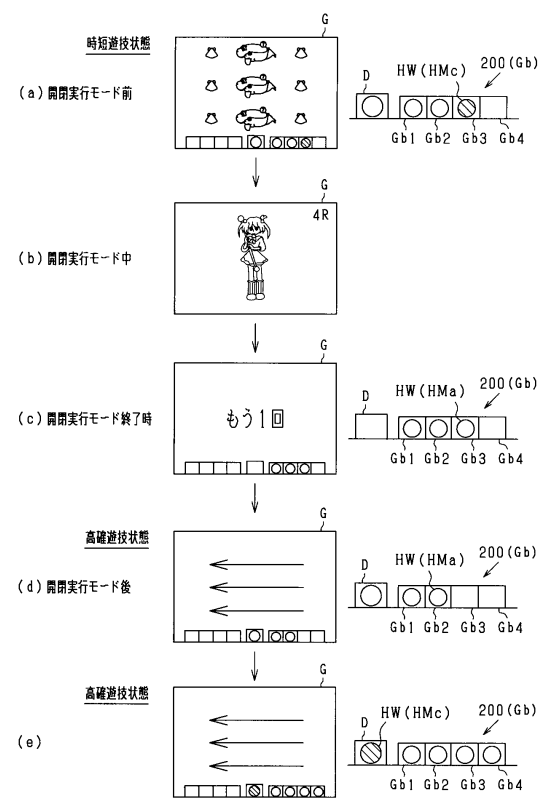 時短遊技状態
G
(a)開閉実行モード前
D
HW(HMc)
200(Gb)
Gb1 Gb2 Gb3 Gb4
G
4R
(b)開閉実行モード中
G
(c)開閉実行モード終了時
もう1回
D
HW(HMa)
200(Gb)
Gb1 Gb2 Gb3 Gb4
高確遊技状態
G
(d)開閉実行モード後
D
HW(HMa)
200(Gb)
Gb1 Gb2 Gb3 Gb4
高確遊技状態
G
(e)
D
HW(HMc)
200(Gb)
Gb1 Gb2 Gb3 Gb4